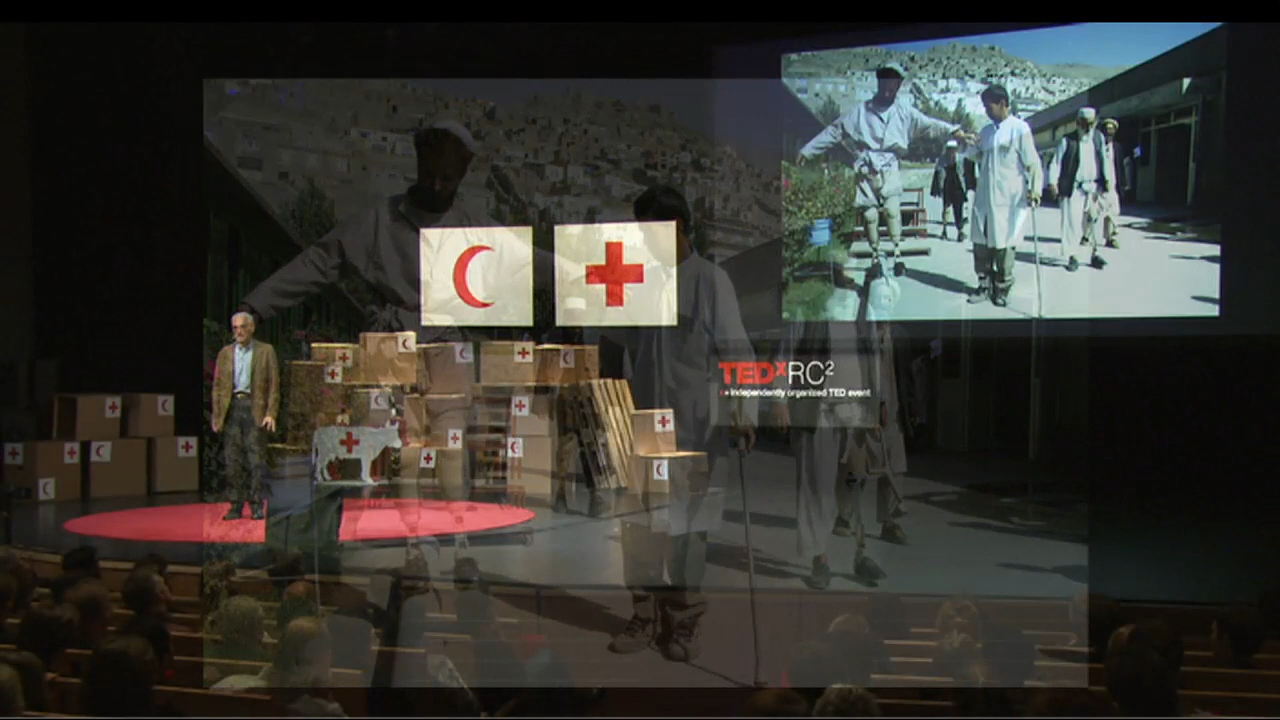 TEDxRC2
x = independently organized TED event